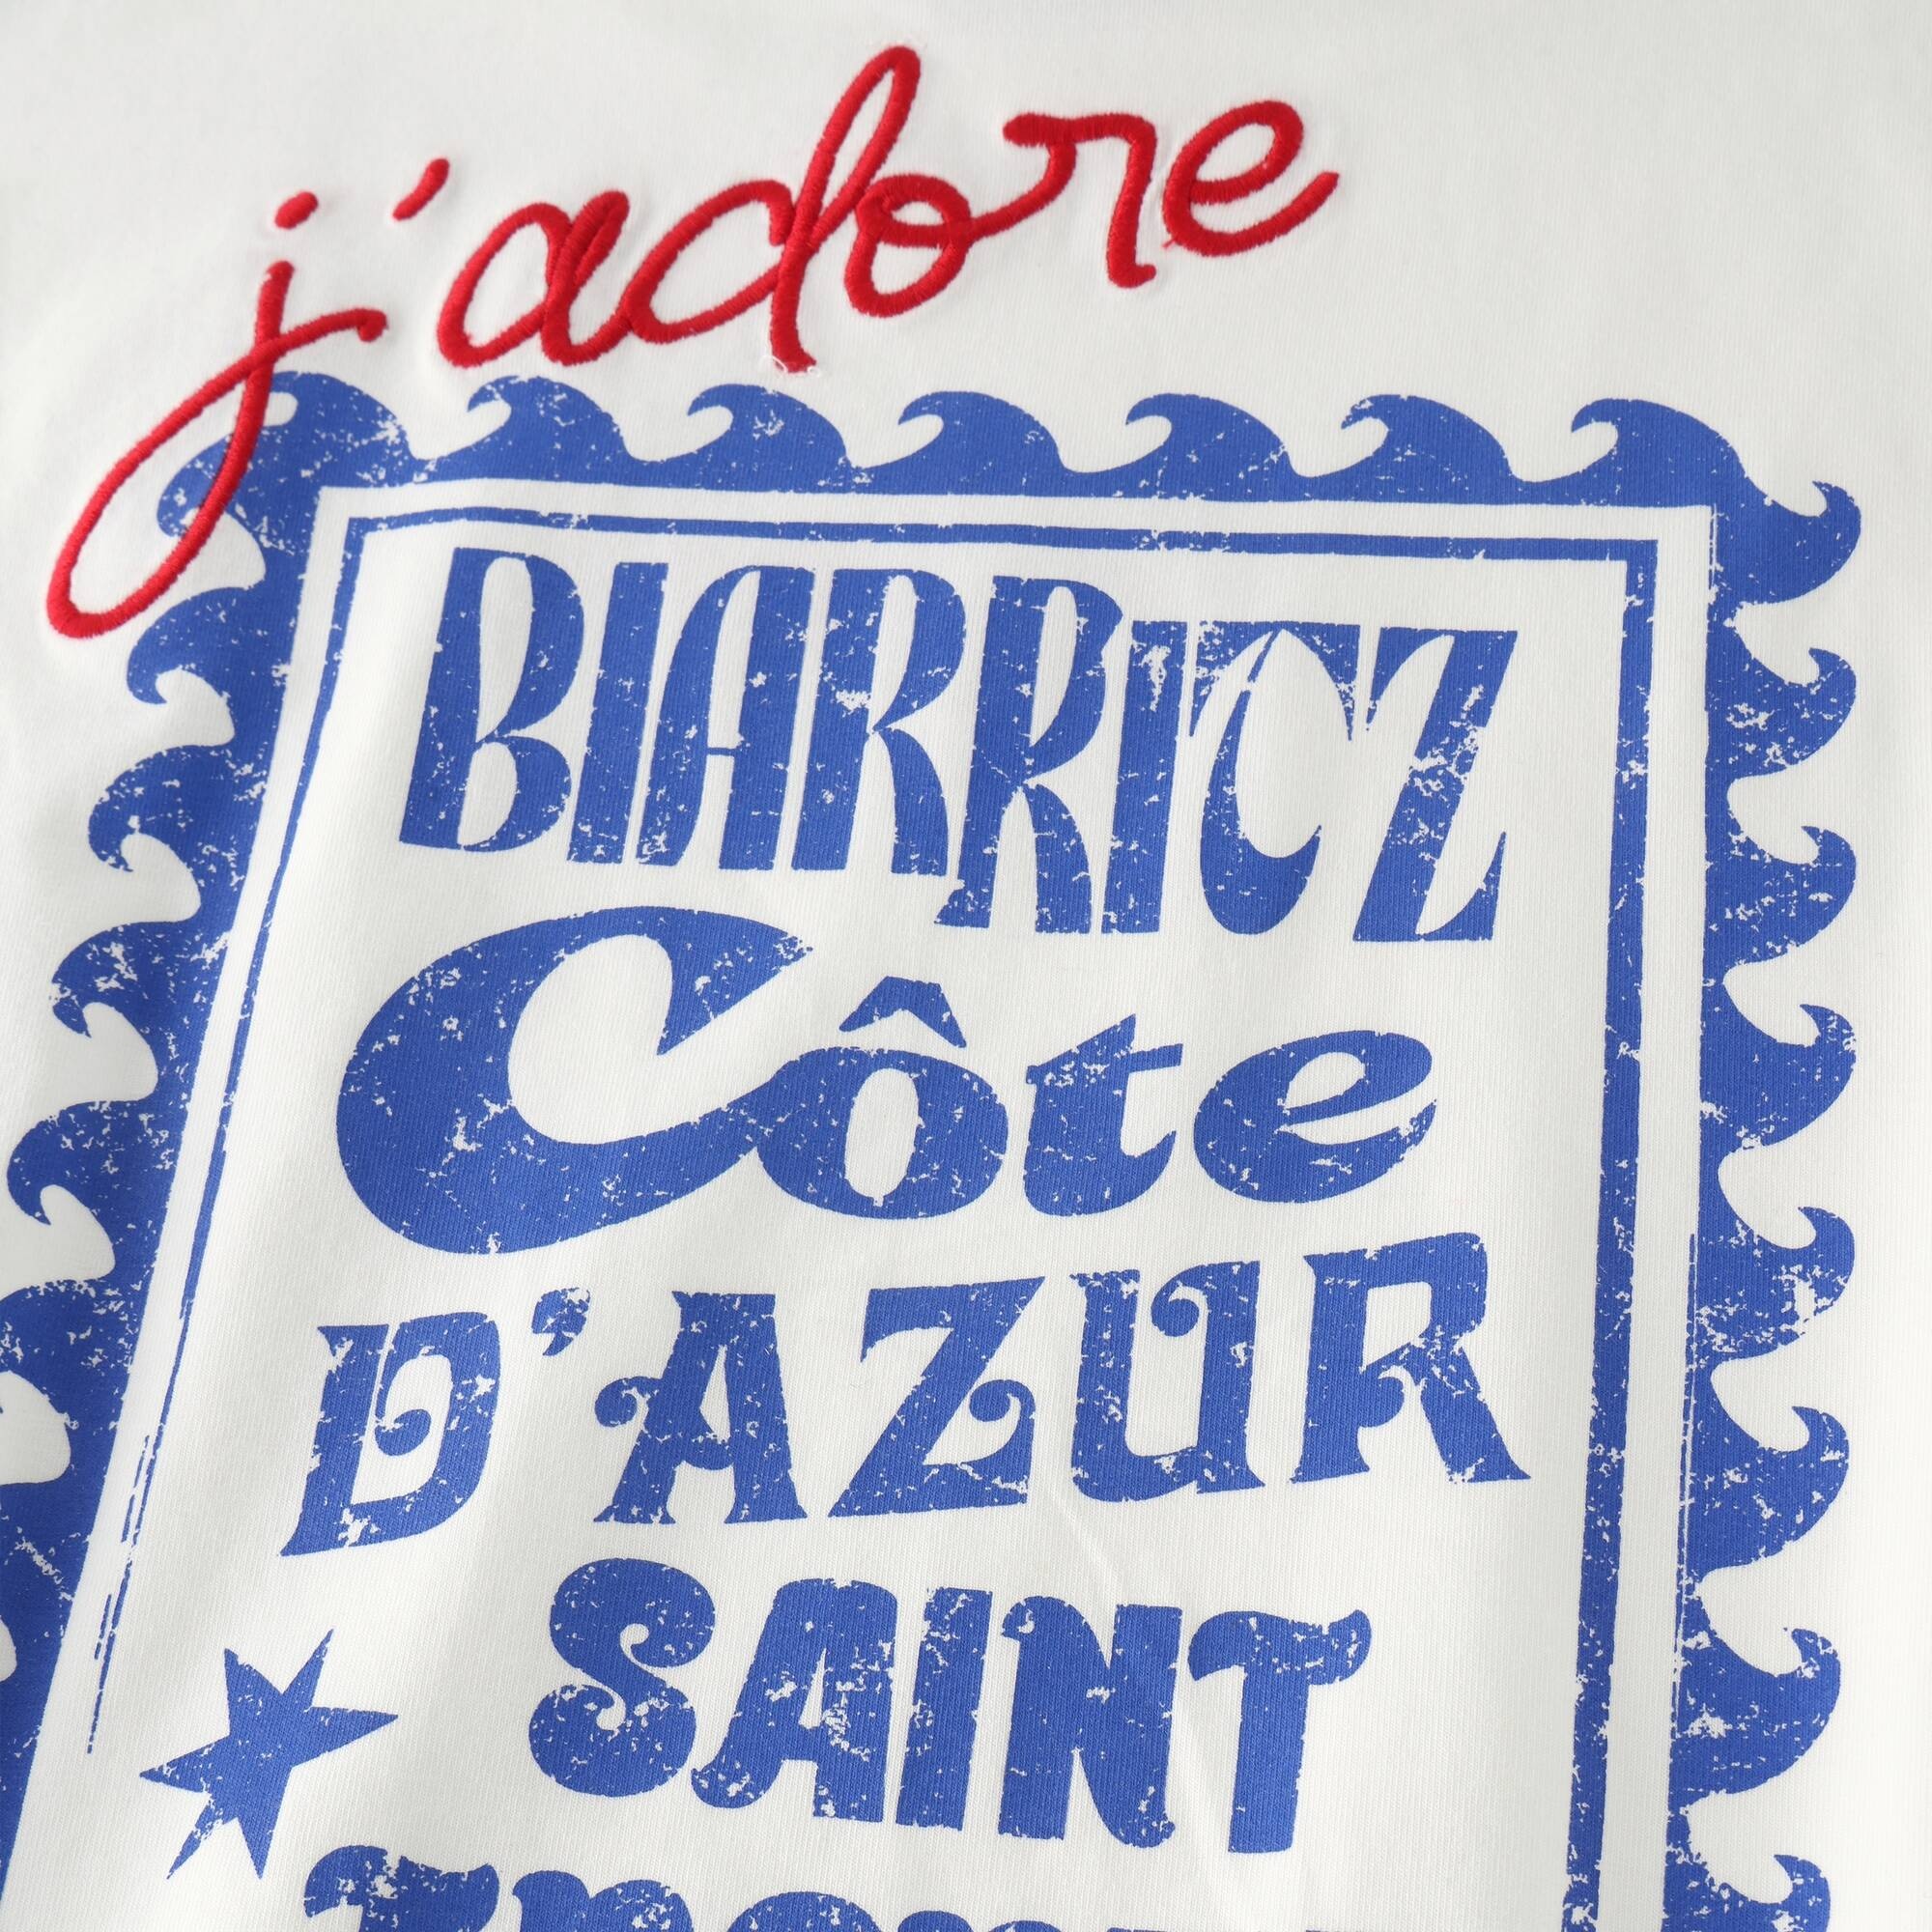 j'adore
BIARRITZ
Côte
D'AZUR
SAINT